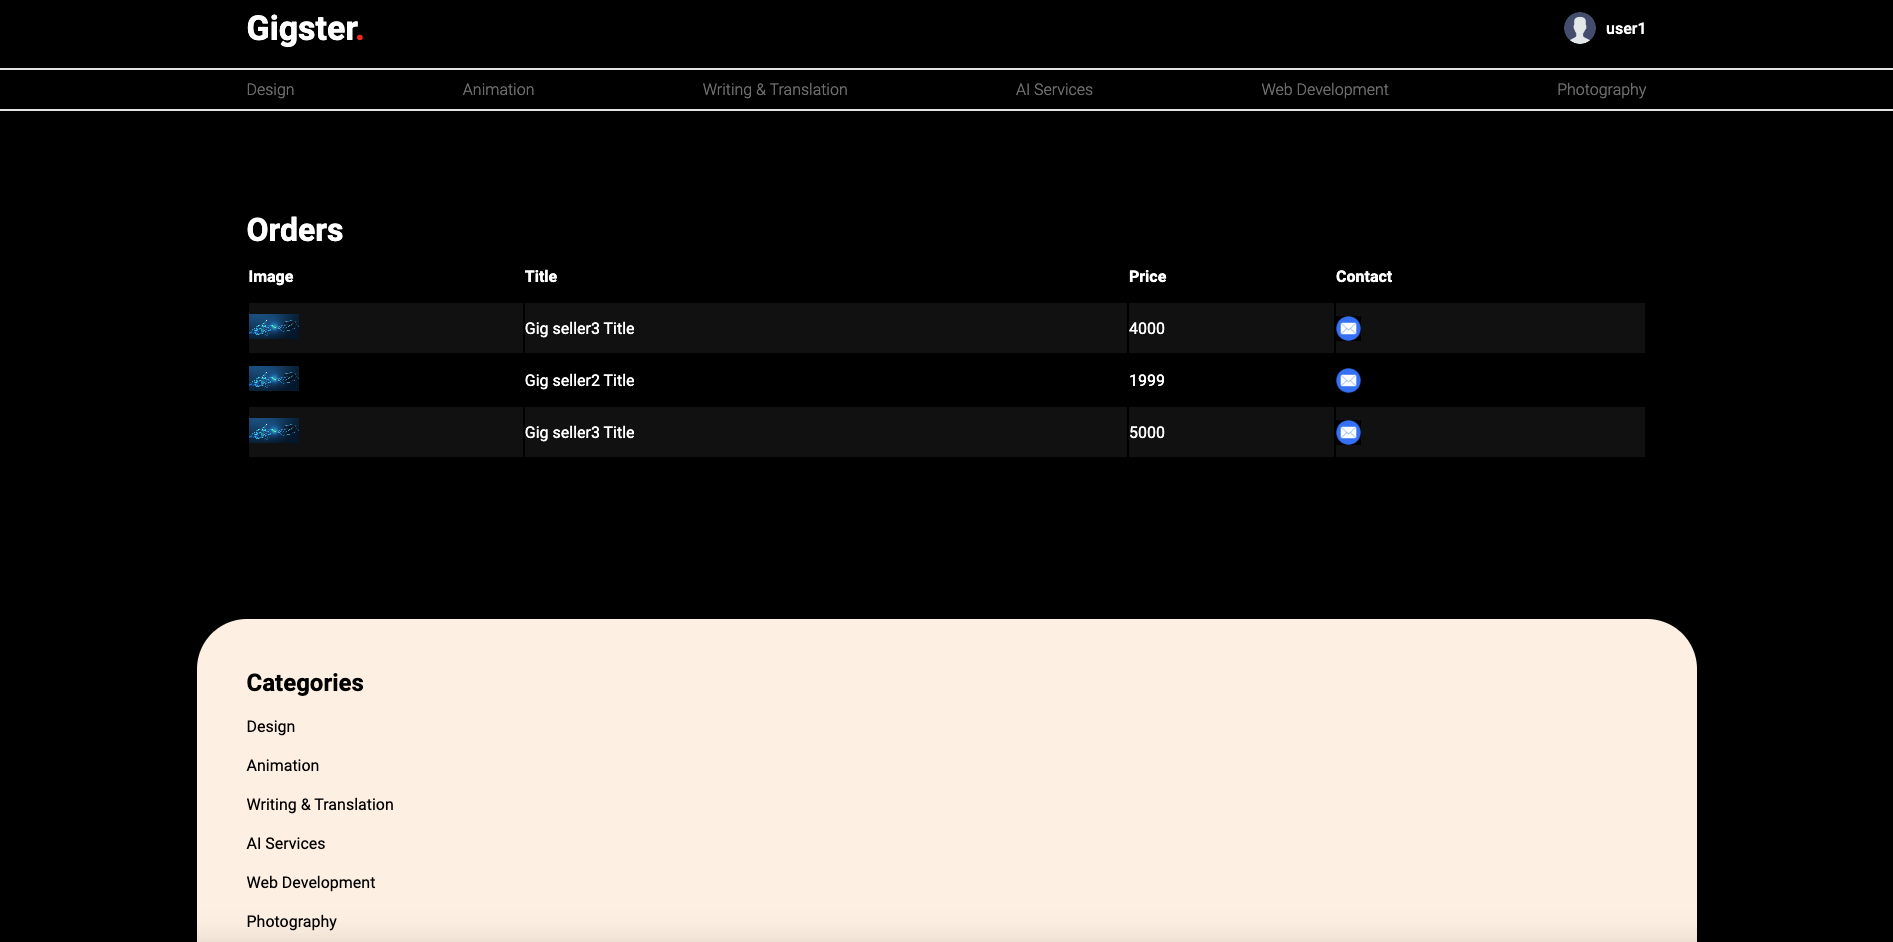 Gigster.
user1
Design Animation Writing & Translation AI Services Web Development Photography
Orders
Image Title Price Contact
Gig seller3 Title 4000
Gig seller2 Title 1999
Gig seller3 Title 5000
Categories
Design
Animation
Writing & Translation
AI Services
Web Development
Photography